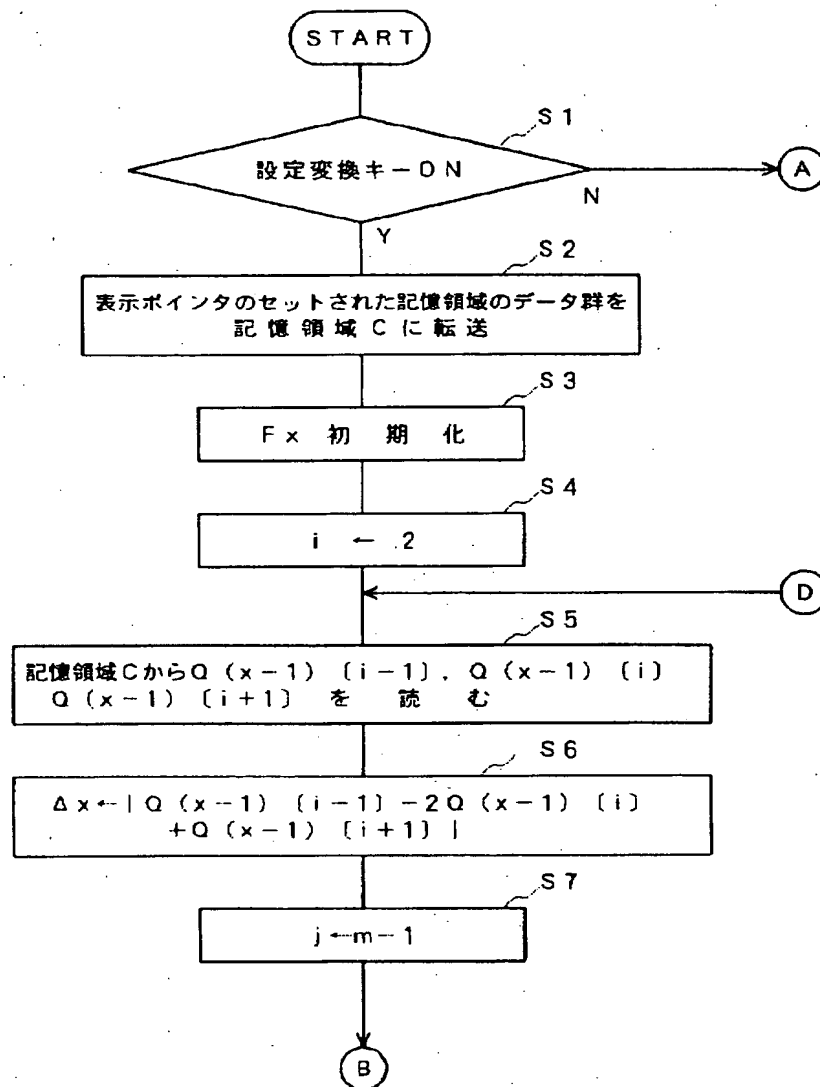 START
S1
設定変換キーON
A
N
Y
S2
表示ポインタのセットされた記憶領域のデータ群を
記憶領域Cに転送
S3
Fx 初期化
S4
i ← 2
D
S5
記憶領域CからQ(x-1)〔i-1〕,Q(x-1)〔i〕
Q(x-1)〔i+1〕を読む
S6
Δx←|Q(x-1)〔i-1〕-2Q(x-1)〔i〕
+Q(x-1)〔i+1〕|
S7
j←m-1
B